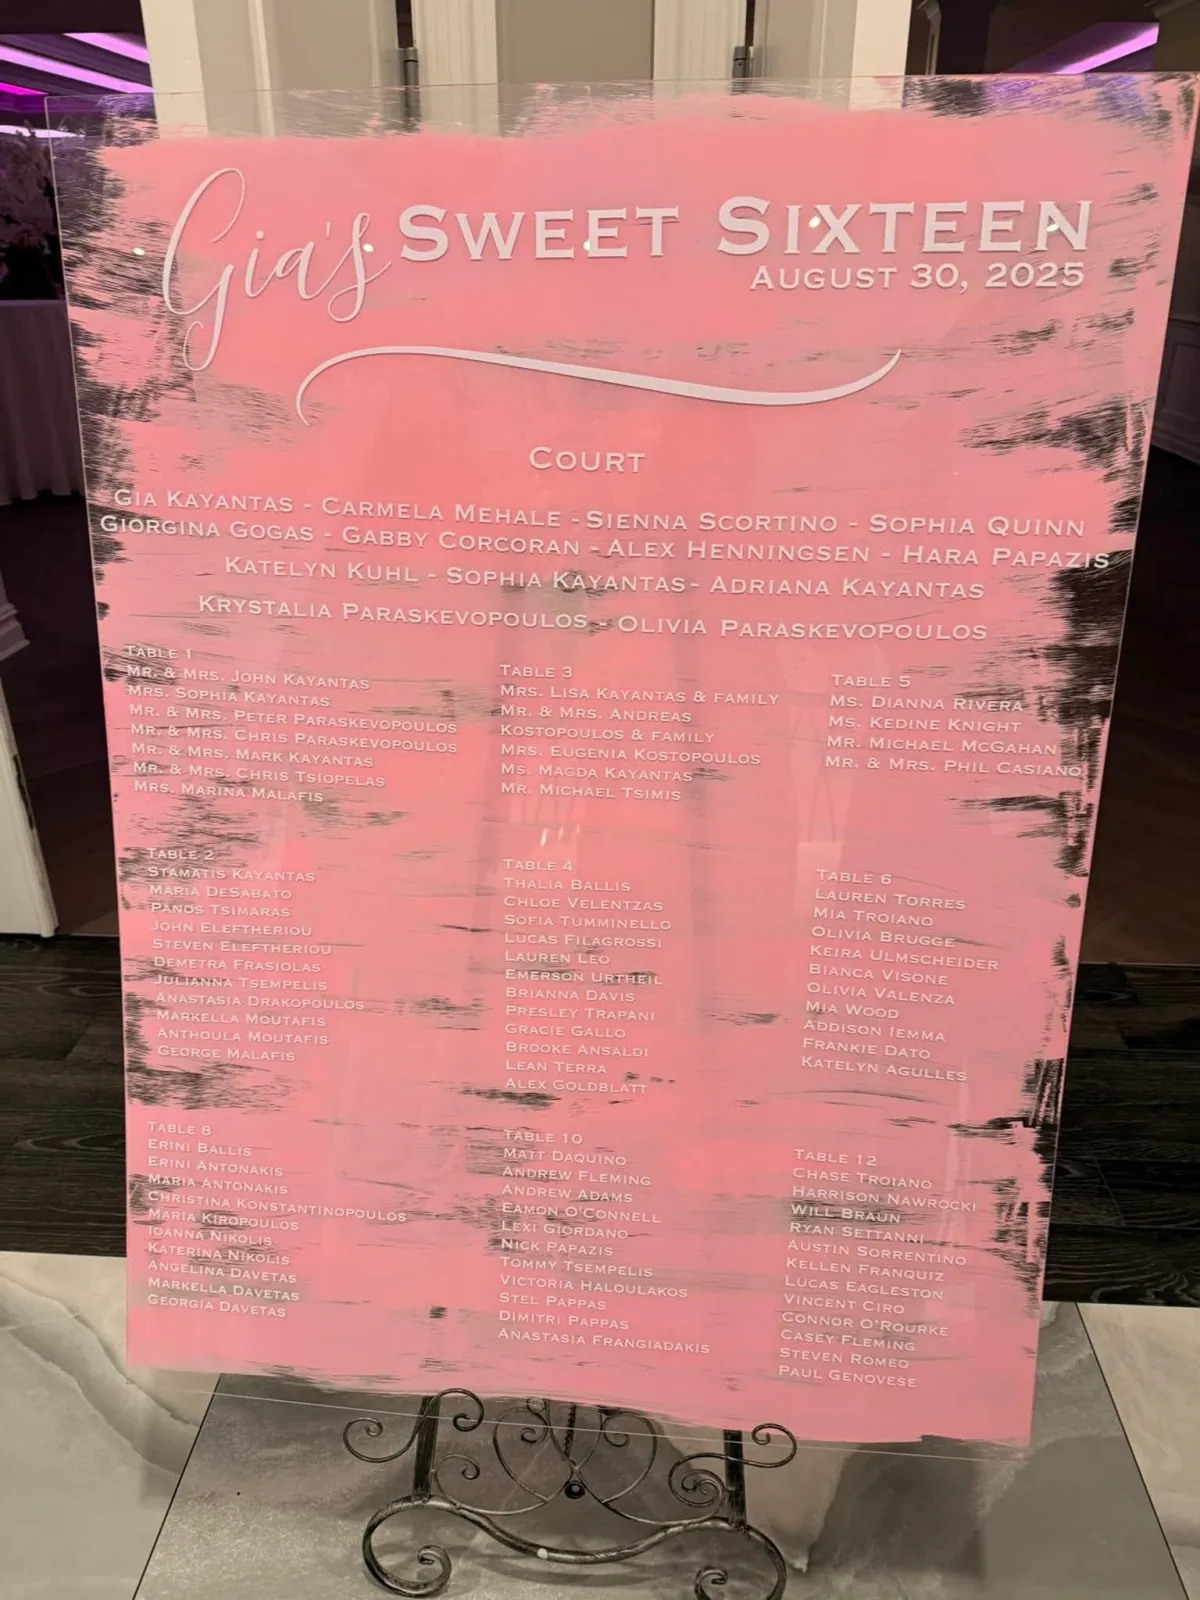 Gia's SWEET SIXTEEN
AUGUST 30, 2025
COURT
GIA KAYANTAS - CARMELA MEHALE - SIENNA SCORTINO - SOPHIA QUINN
GIORGINA GOGAS - GABBY CORCORAN - ALEX HENNINGSEN - HARA PAPAZIS
KATELYN KUHL - SOPHIA KAYANTAS - ADRIANA KAYANTAS
KRYSTALIA PARASKEVOPOULOS - OLIVIA PARASKEVOPOULOS
TABLE 1
MR. & MRS. JOHN KAYANTAS
MRS. SOPHIA KAYANTAS
MR. & MRS. PETER PARASKEVOPOULOS
MR. & MRS. CHRIS PARASKEVOPOULOS
MR. & MRS. MARK KAYANTAS
MR. & MRS. CHRIS TSIOPELAS
MRS. MARINA MALAFIS
TABLE 3
MRS. LISA KAYANTAS & FAMILY
MR. & MRS. ANDREAS
KOSTOPOULOS & FAMILY
MRS. EUGENIA KOSTOPOULOS
MS. MAGDA KAYANTAS
MR. MICHAEL TSIMIS
TABLE 5
MS. DIANNA RIVERA
MS. KEDINE KNIGHT
MR. MICHAEL MCGAHAN
MR. & MRS. PHIL CASIANO
TABLE 2
STAMATIS KAYANTAS
MARIA DESABATO
PANOS TSIMARAS
JOHN ELEFTHERIOU
STEVEN ELEFTHERIOU
DEMETRA FRASIOLAS
JULIANNA TSEMPELIS
ANASTASIA DRAKOPOULOS
MARKELLA MOUTAFIS
ANTHOULA MOUTAFIS
GEORGE MALAFIS
TABLE 4
THALIA BALLIS
CHLOE VELENTZAS
SOFIA TUMMINELLO
LUCAS FILAGROSSI
LAUREN LEO
EMERSON URTHEIL
BRIANNA DAVIS
PRESLEY TRAPANI
GRACIE GALLO
BROOKE ANSALDI
LEAN TERRA
ALEX GOLDBLATT
TABLE 6
LAUREN TORRES
MIA TROIANO
OLIVIA BRUGGE
KEIRA ULMSCHEIDER
BIANCA VISONE
OLIVIA VALENZA
MIA WOOD
ADDISON IEMMA
FRANKIE DATO
KATELYN AGULLES
TABLE 8
ERINI BALLIS
ERINI ANTONAKIS
MARIA ANTONAKIS
CHRISTINA KONSTANTINOPOULOS
MARIA KIROPOULOS
IOANNA NIKOLIS
KATERINA NIKOLIS
ANGELINA DAVETAS
MARKELLA DAVETAS
GEORGIA DAVETAS
TABLE 10
MATT DAQUINO
ANDREW FLEMING
ANDREW ADAMS
EAMON O'CONNELL
LEXI GIORDANO
NICK PAPAZIS
TOMMY TSEMPELIS
VICTORIA HALOULAKOS
STEL PAPPAS
DIMITRI PAPPAS
ANASTASIA FRANGIADAKIS
TABLE 12
CHASE TROIANO
HARRISON NAWROCKI
WILL BRAUN
RYAN SETTANNI
AUSTIN SORRENTINO
KELLEN FRANQUIZ
LUCAS EAGLESTON
VINCENT CIRO
CONNOR O'ROURKE
CASEY FLEMING
STEVEN ROMEO
PAUL GENOVESE